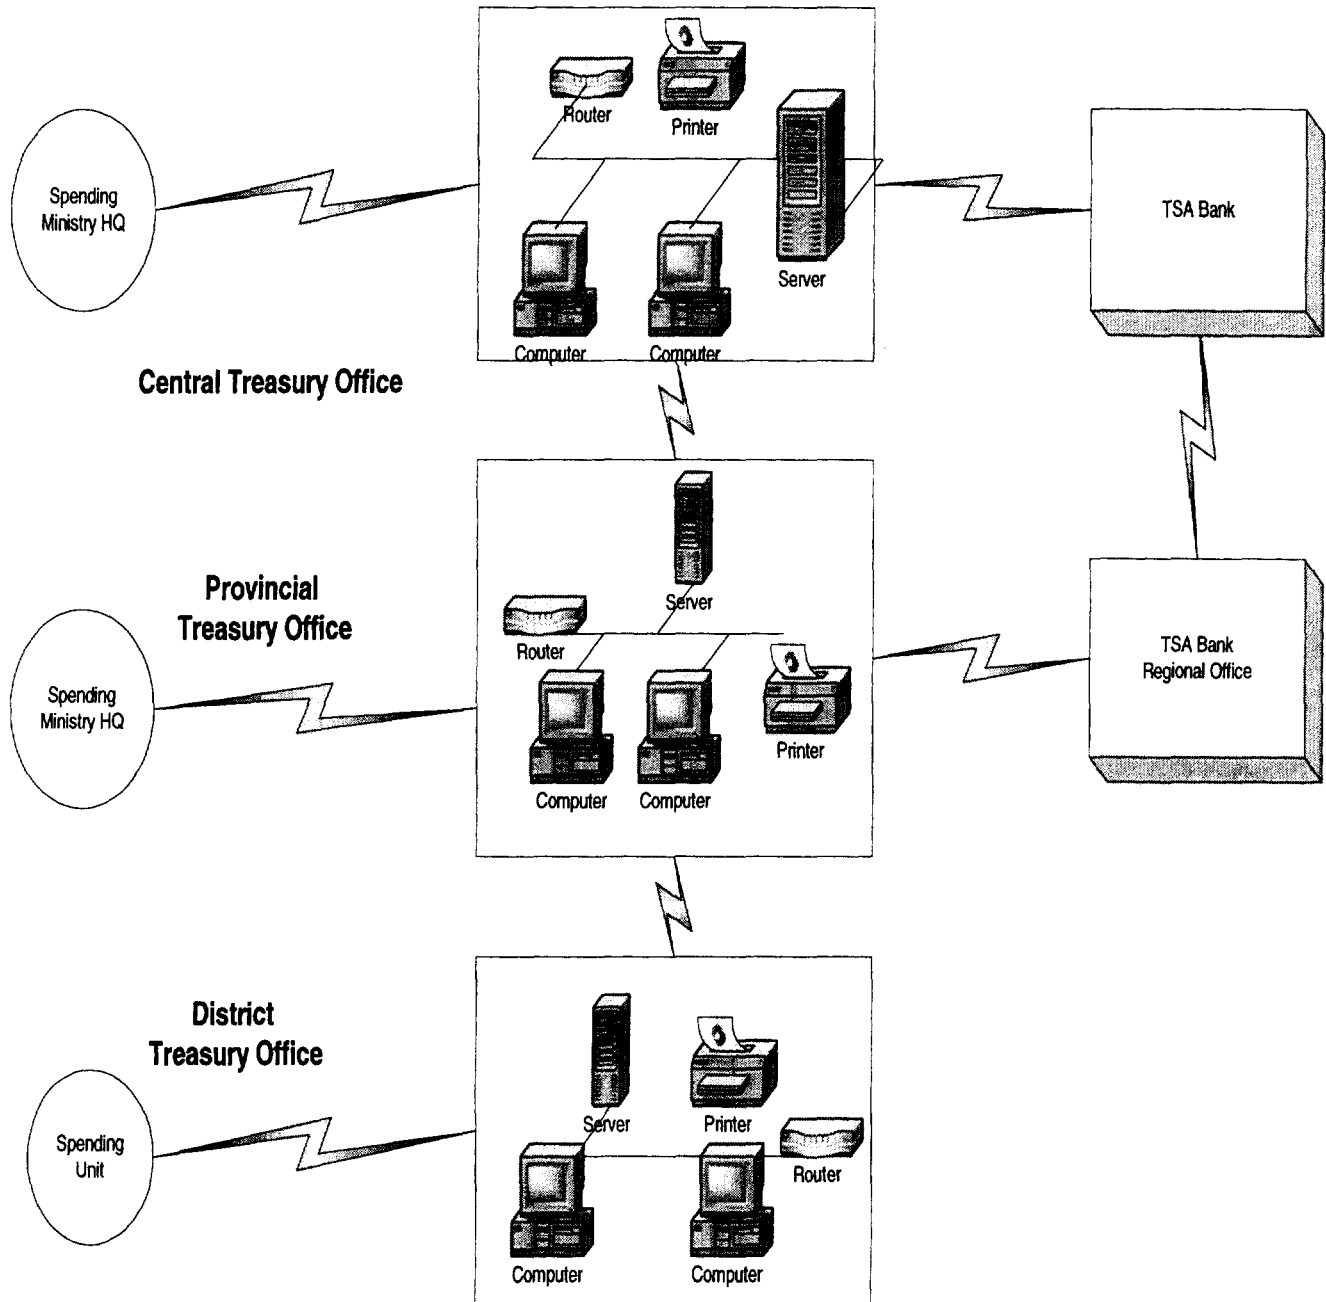 Router
Printer
Spending
Ministry HQ
TSA Bank
Server
Computer
Computer
Central Treasury Office
Provincial
Treasury Office
Server
Router
TSA Bank
Regional Office
Spending
Ministry HQ
Printer
Computer
Computer
District
Treasury Office
Server
Printer
Spending
Unit
Router
Computer
Computer